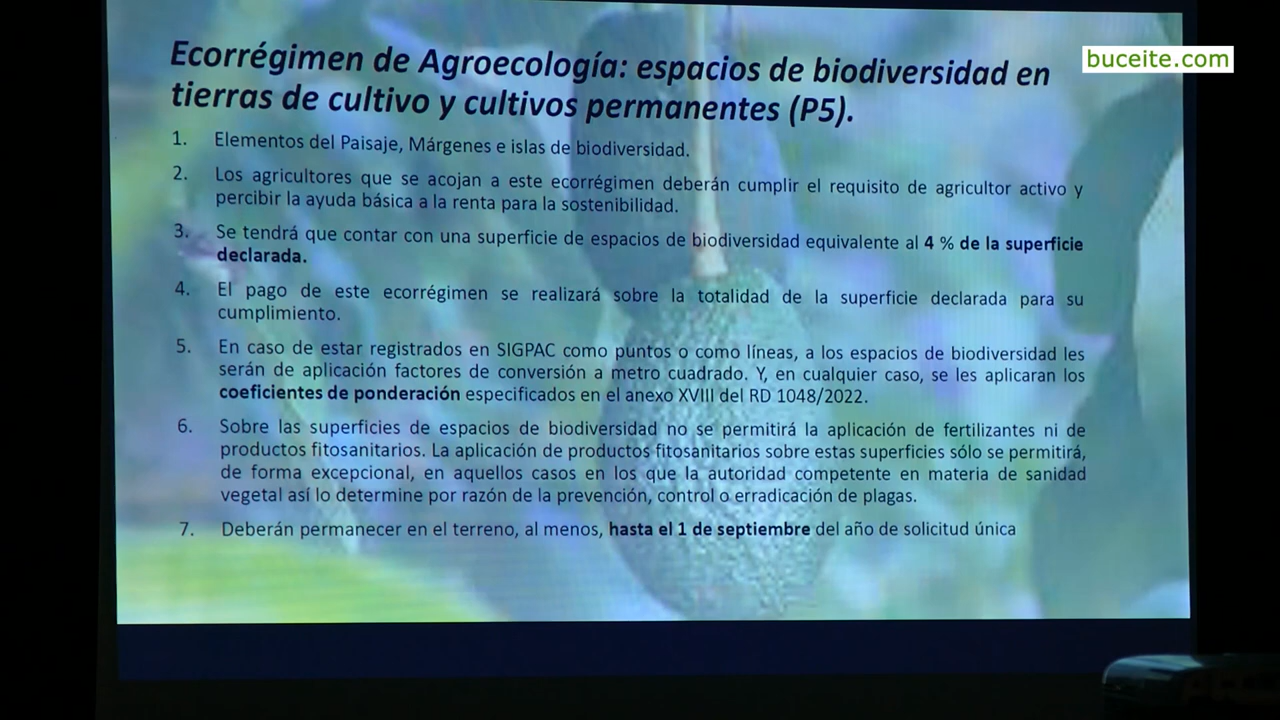 buceite.com
Ecorrégimen de Agroecología: espacios de biodiversidad en
tierras de cultivo y cultivos permanentes (P5).
1. Elementos del Paisaje, Márgenes e islas de biodiversidad.
2. Los agricultores que se acojan a este ecorrégimen deberán cumplir el requisito de agricultor activo y
percibir la ayuda básica a la renta para la sostenibilidad.
3. Se tendrá que contar con una superficie de espacios de biodiversidad equivalente al 4 % de la superficie
declarada.
4. El pago de este ecorrégimen se realizará sobre la totalidad de la superficie declarada para su
cumplimiento.
5. En caso de estar registrados en SIGPAC como puntos o como líneas, a los espacios de biodiversidad les
serán de aplicación factores de conversión a metro cuadrado. Y, en cualquier caso, se les aplicaran los
coeficientes de ponderación especificados en el anexo XVIII del RD 1048/2022.
6. Sobre las superficies de espacios de biodiversidad no se permitirá la aplicación de fertilizantes ni de
productos fitosanitarios. La aplicación de productos fitosanitarios sobre estas superficies sólo se permitirá,
de forma excepcional, en aquellos casos en los que la autoridad competente en materia de sanidad
vegetal así lo determine por razón de la prevención, control o erradicación de plagas.
7. Deberán permanecer en el terreno, al menos, hasta el 1 de septiembre del año de solicitud única